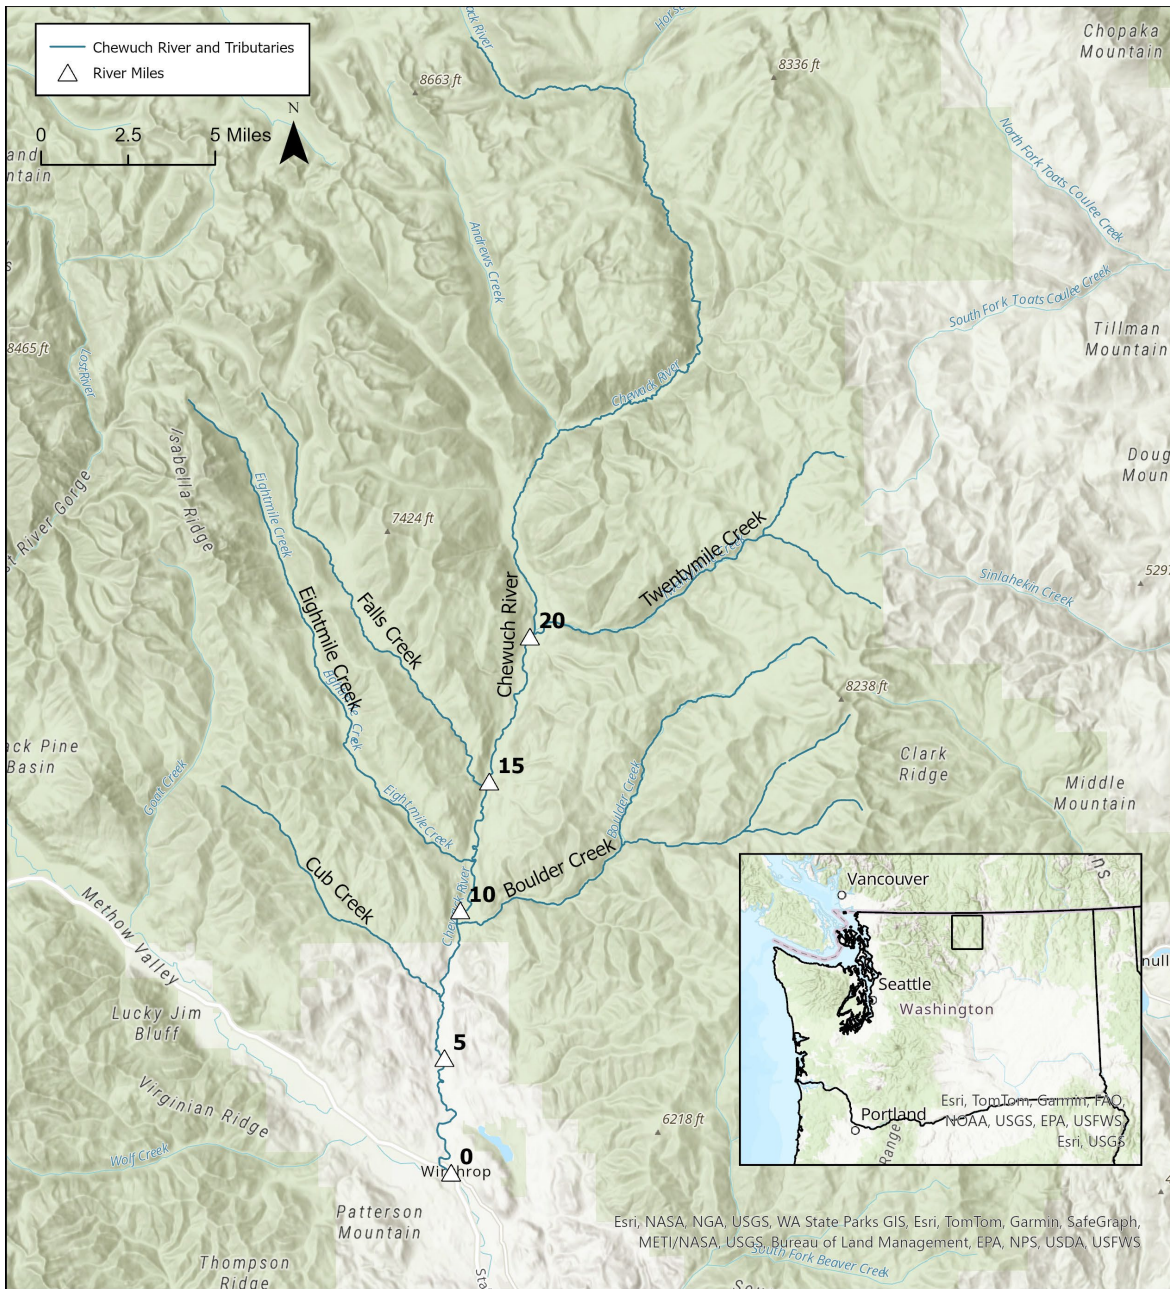 Chewuch River and Tributaries
River Miles
N
0 2.5 5 Miles
8663 ft
8336 ft
Chopaka
Mountain
North Fork Toats Coulee Creek
South Fork Toats Coulee Creek
Andrews Creek
Tillman
Mountain
8465 ft
Lost River
Chewuck River
Isabella
Ridge
River Gorge
Eightmile Creek
7424 ft
Twentymile Creek
Sinlahekin Creek
Falls Creek
Eightmile Creek
Chewuch River
20
8238 ft
Clark
Ridge
Middle
Mountain
Basin
Goat Creek
15
Boulder Creek
Eightmile Creek
Cub Creek
Boulder Creek
10
Methow Valley
Lucky Jim
Bluff
5
Virginian Ridge
Wolf Creek
6218 ft
0
Winthrop
Patterson
Mountain
Thompson
Ridge
Vancouver
Seattle
Washington
Portland
Range
Esri, TomTom, Garmin, FAO,
NOAA, USGS, EPA, USFWS
Esri, USGS
Esri, NASA, NGA, USGS, WA State Parks GIS, Esri, TomTom, Garmin, SafeGraph,
METI/NASA, USGS, Bureau of Land Management, EPA, NPS, USDA, USFWS
South Fork Beaver Creek